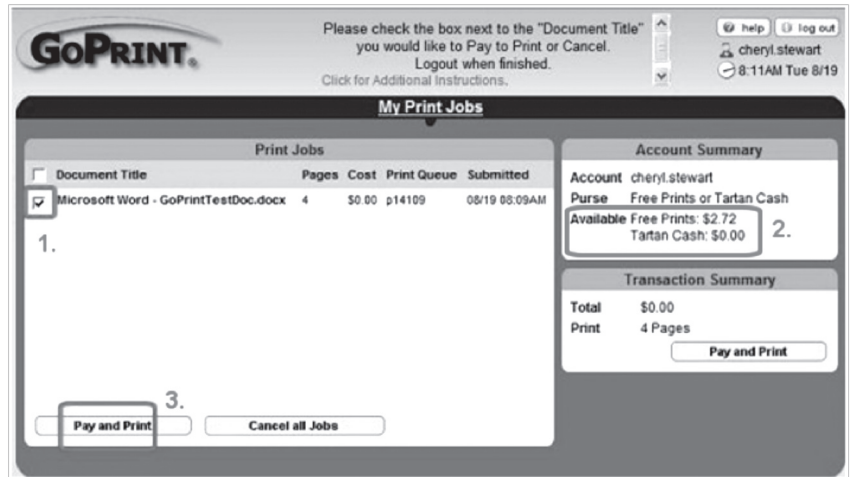 GOPRINT.
Please check the box next to the "Document Title"
you would like to Pay to Print or Cancel.
Logout when finished.
Click for Additional Instructions.
help log out
cheryl.stewart
8:11AM Tue 8/19
My Print Jobs
Print Jobs
Document Title Pages Cost Print Queue Submitted
Microsoft Word - GoPrintTestDoc.docx 4 $0.00 p14109 08/19 08:09AM
1.
Pay and Print 3. Cancel all Jobs
Account Summary
Account cheryl.stewart
Purse Free Prints or Tartan Cash
Available Free Prints: $2.72
Tartan Cash: $0.00
2.
Transaction Summary
Total $0.00
Print 4 Pages
Pay and Print